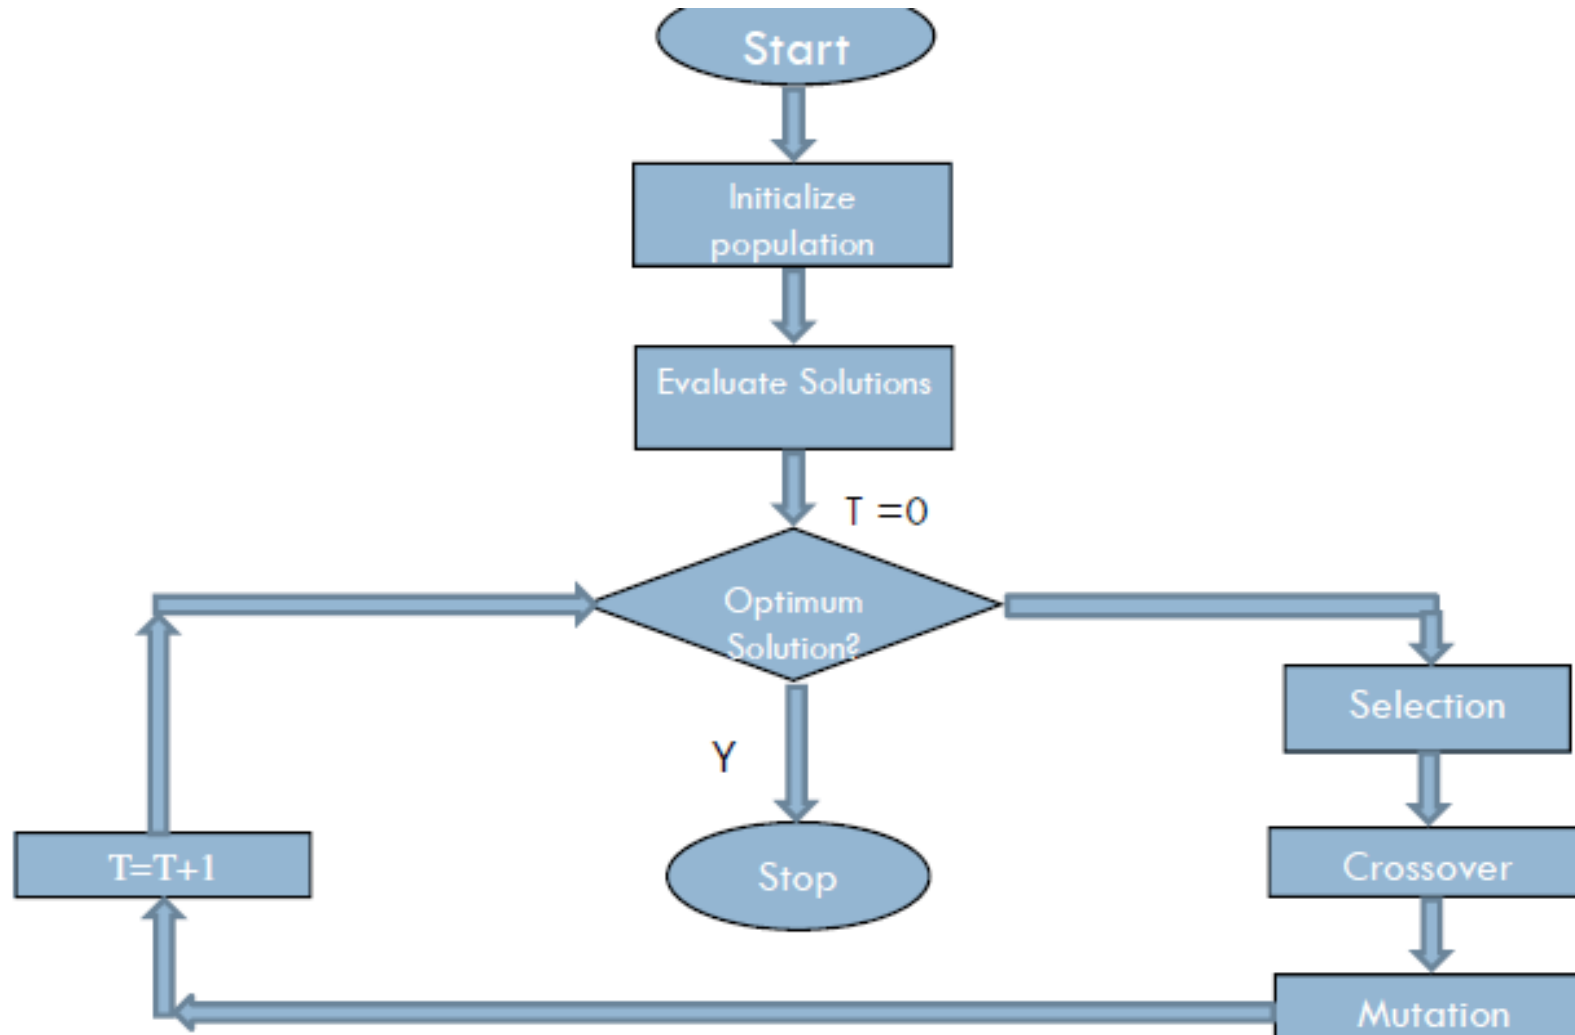 Start
Initialize
population
Evaluate Solutions
T =0
Optimum
Solution?
Y
Selection
Crossover
Mutation
T=T+1
Stop